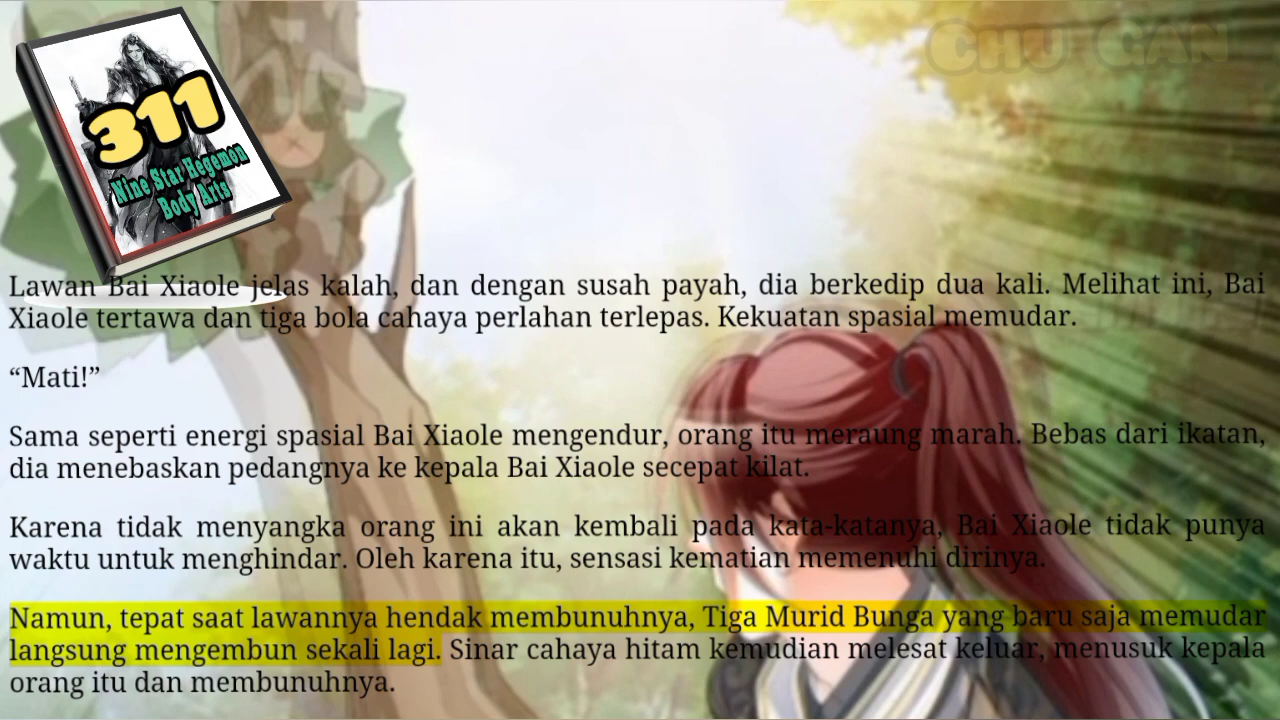 CHU GAN
311
Nine Star Hegemon
Body Arts
Lawan Bai Xiaole jelas kalah, dan dengan susah payah, dia berkedip dua kali. Melihat ini, Bai
Xiaole tertawa dan tiga bola cahaya perlahan terlepas. Kekuatan spasial memudar.
“Mati!”
Sama seperti energi spasial Bai Xiaole mengendur, orang itu meraung marah. Bebas dari ikatan,
dia menebaskan pedangnya ke kepala Bai Xiaole secepat kilat.
Karena tidak menyangka orang ini akan kembali pada kata-katanya, Bai Xiaole tidak punya
waktu untuk menghindar. Oleh karena itu, sensasi kematian memenuhi dirinya.
Namun, tepat saat lawannya hendak membunuhnya, Tiga Murid Bunga yang baru saja memudar
langsung mengembun sekali lagi. Sinar cahaya hitam kemudian melesat keluar, menusuk kepala
orang itu dan membunuhnya.